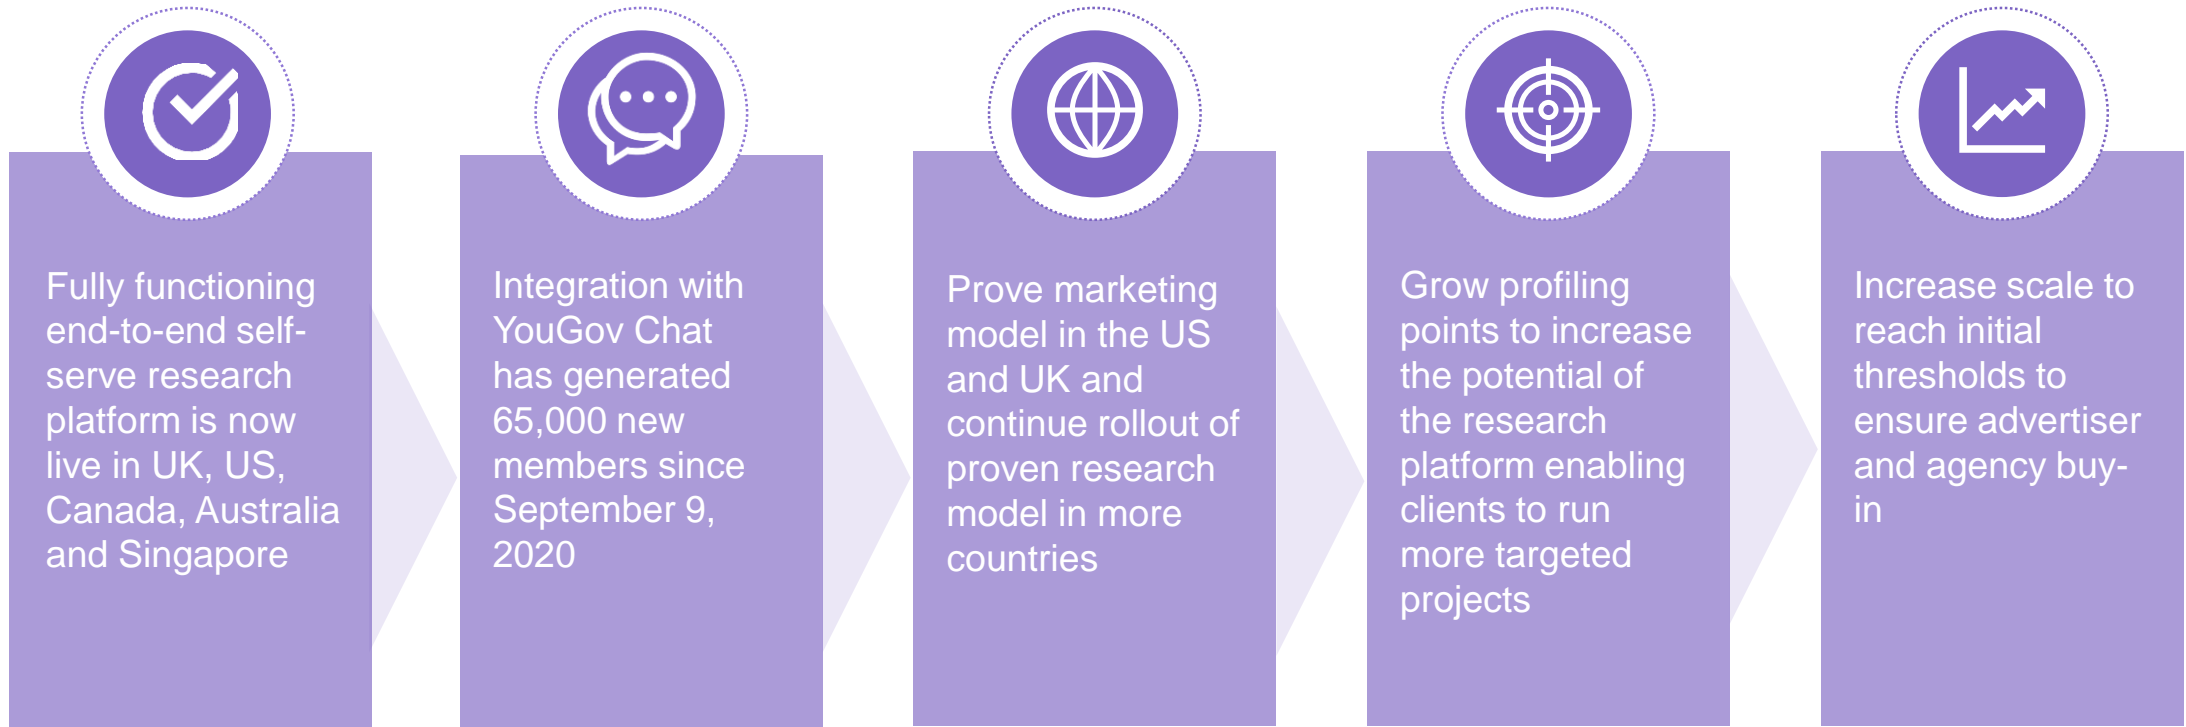 Fully functioning
end-to-end self-
serve research
platform is now
live in UK, US,
Canada, Australia
and Singapore
Integration with
YouGov Chat
has generated
65,000 new
members since
September 9,
2020
Prove marketing
model in the US
and UK and
continue rollout of
proven research
model in more
countries
Grow profiling
points to increase
the potential of
the research
platform enabling
clients to run
more targeted
projects
Increase scale to
reach initial
thresholds to
ensure advertiser
and agency buy-
in